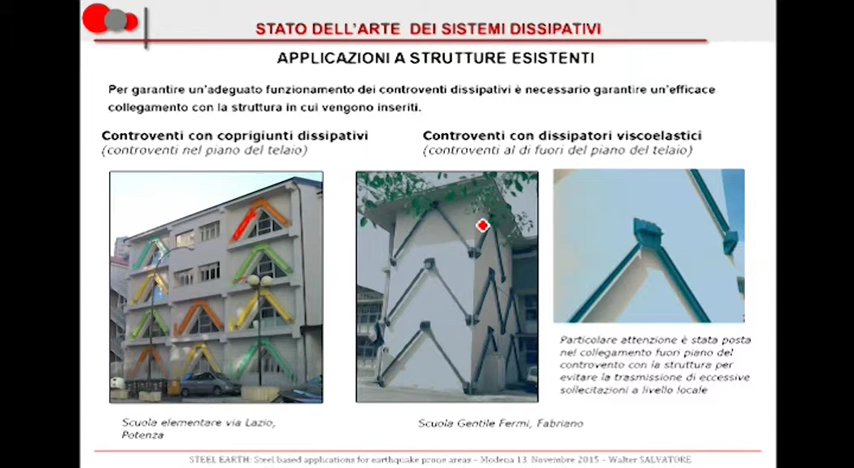 STATO DELL'ARTE DEI SISTEMI DISSIPATIVI
APPLICAZIONI A STRUTTURE ESISTENTI
Per garantire un'adeguato funzionamento dei controventi dissipativi è necessario garantire un'efficace
collegamento con la struttura in cui vengono inseriti.
Controventi con coprigiunti dissipativi
(controventi nel piano del telaio)
Controventi con dissipatori viscoelastici
(controventi al di fuori del piano del telaio)
Particolare attenzione è stata posta
nel collegamento fuori piano del
controvento con la struttura per
evitare la trasmissione di eccessive
sollecitazioni a livello locale
Scuola elementare via Lazio,
Potenza
Scuola Gentile Fermi, Fabriano
STEEL EARTH: Steel based applications for earthquake prone areas – Modena 13 Novembre 2015 – Walter SALVATORE